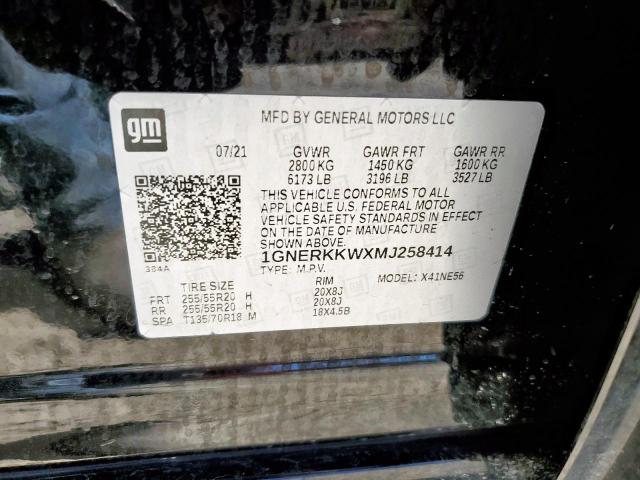 gm
MFD BY GENERAL MOTORS LLC
07/21 GVWR GAWR FRT GAWR RR
2800 KG 1450 KG 1600 KG
6173 LB 3196 LB 3527 LB
THIS VEHICLE CONFORMS TO ALL
APPLICABLE U.S. FEDERAL MOTOR
VEHICLE SAFETY STANDARDS IN EFFECT
ON THE DATE OF MANUFACTURE
SHOWN ABOVE.
384A
1GNERKKWXMJ258414
TYPE: M.P.V. MODEL: X41NE56
TIRE SIZE RIM
FRT 255/55R20 H 20X8J
RR 255/55R20 H 20X8J
SPA T135/70R18 M 18X4.5B